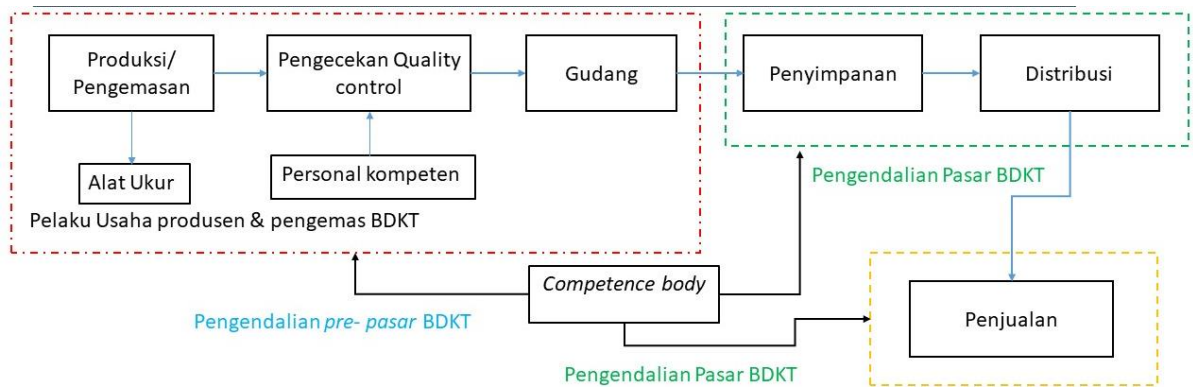 Produksi/
Pengemasan
Pengecekan Quality
control
Gudang
Penyimpanan
Distribusi
Alat Ukur
Personal kompeten
Pelaku Usaha produsen & pengemas BDKT
Pengendalian Pasar BDKT
Competence body
Pengendalian pre- pasar BDKT
Penjualan
Pengendalian Pasar BDKT